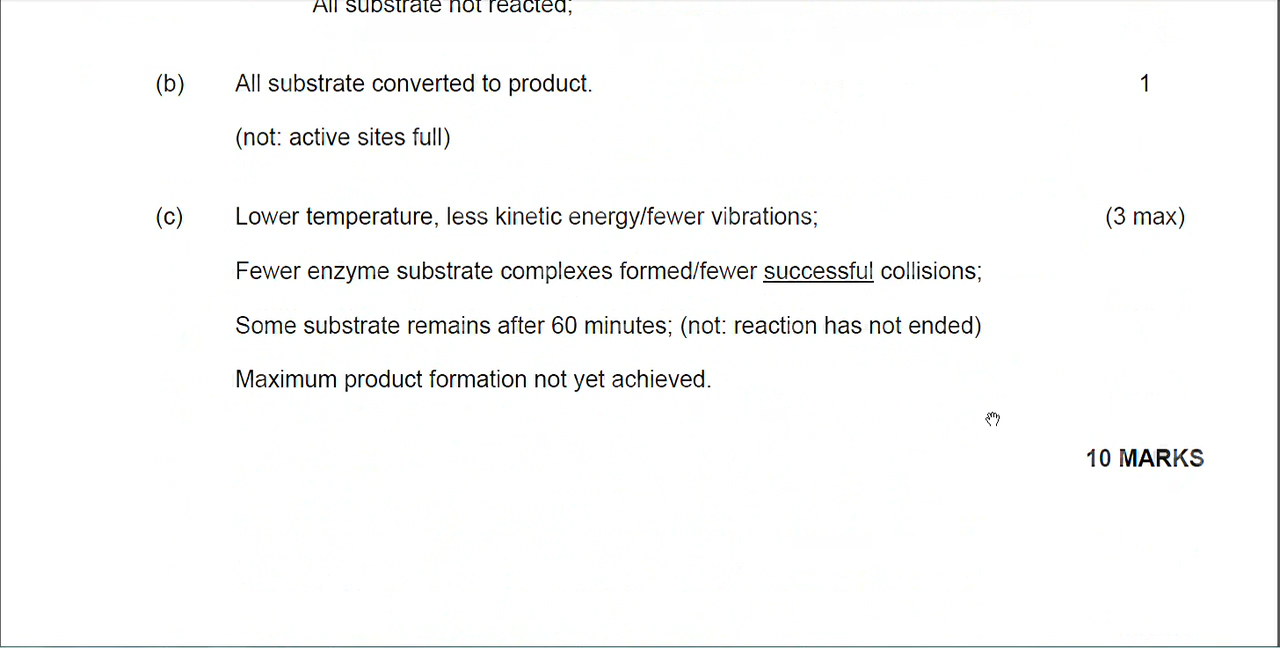 All substrate not reacted;
(b) All substrate converted to product. 1
(not: active sites full)
(c) Lower temperature, less kinetic energy/fewer vibrations; (3 max)
Fewer enzyme substrate complexes formed/fewer successful collisions;
Some substrate remains after 60 minutes; (not: reaction has not ended)
Maximum product formation not yet achieved.
10 MARKS